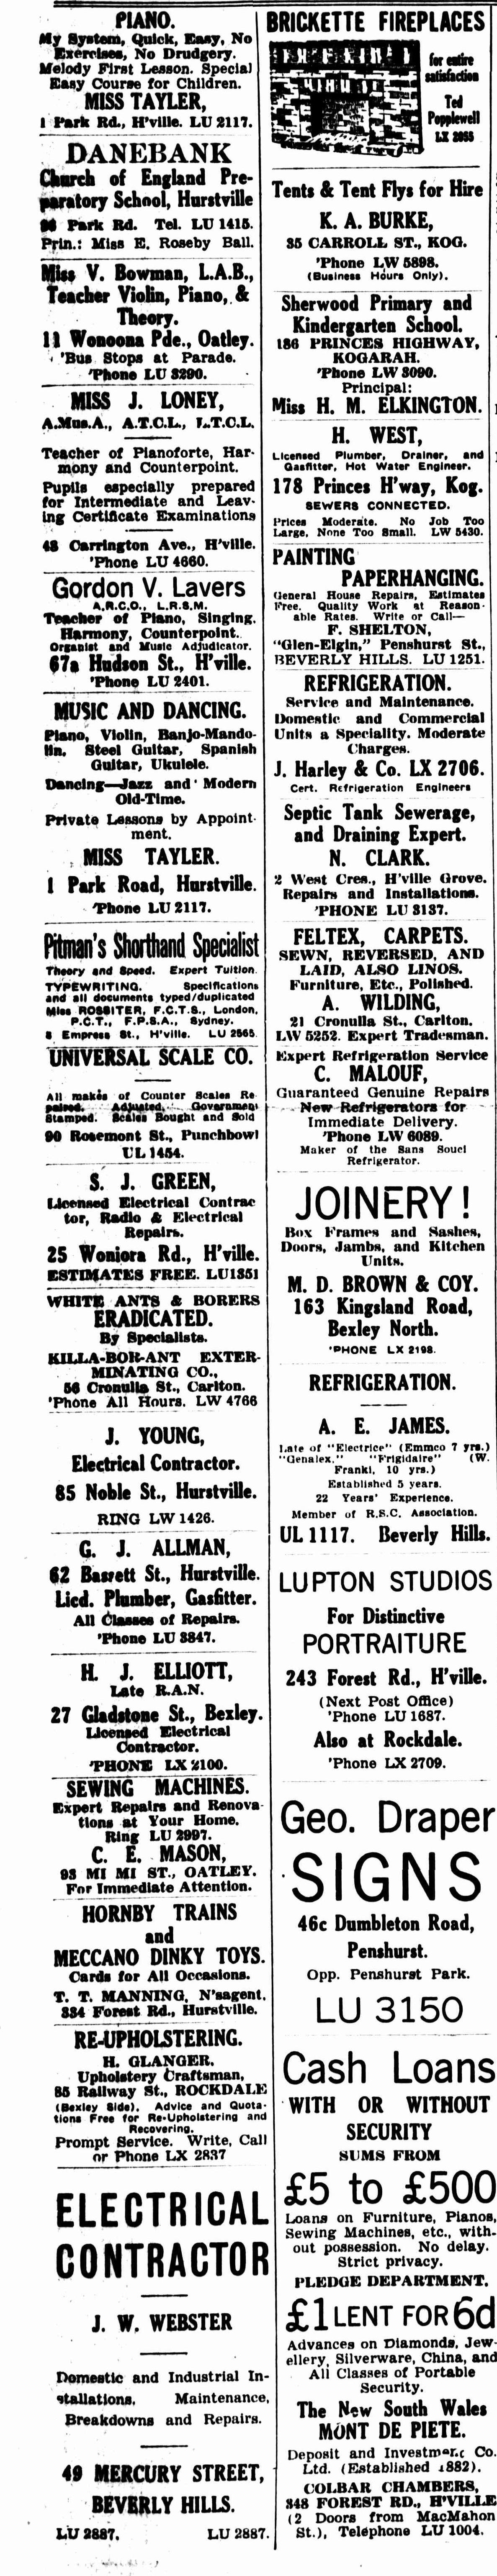 PIANO.
My System, Quick, Easy, No
Exercises, No Drudgery.
Melody First Lesson. Special
Easy Course for Children.
MISS TAYLER,
1 Park Rd., H'ville. LU 2117.
DANEBANK
Church of England Pre-
paratory School, Hurstville
Park Rd. Tel. LU 1415.
Prin.: Miss E. Roseby Ball.
Miss V. Bowman, L.A.B.,
Teacher Violin, Piano, &
Theory.
11 Wonoona Pde., Oatley.
'Bus Stops at Parade.
'Phone LU 3290.
MISS J. LONEY,
A.Mus.A., A.T.C.L., L.T.C.L.
Teacher of Pianoforte, Har-
mony and Counterpoint.
Pupils especially prepared
for Intermediate and Leav-
ing Certificate Examinations
48 Carrington Ave., H'ville.
'Phone LU 4660.
Gordon V. Lavers
A.R.C.O., L.R.S.M.
Teacher of Piano, Singing,
Harmony, Counterpoint.
Organist and Music Adjudicator.
67a Hudson St., H'ville.
'Phone LU 2401.
MUSIC AND DANCING.
Piano, Violin, Banjo-Mando-
lin, Steel Guitar, Spanish
Guitar, Ukulele.
Dancing—Jazz and Modern
Old-Time.
Private Lessons by Appoint-
ment.
MISS TAYLER.
1 Park Road, Hurstville.
'Phone LU 2117.
Pitman's Shorthand Specialist
Theory and Speed. Expert Tuition.
TYPEWRITING. Specifications
and all documents typed/duplicated
Miss ROSSITER, F.C.T.S., London,
P.C.T., F.P.S.A., Sydney.
8 Empress St., H'ville. LU 2565.
UNIVERSAL SCALE CO.
All makes of Counter Scales Re-
paired. Adjusted. Government
Stamped. Scales Bought and Sold
90 Rosemont St., Punchbowl
UL 1454.
S. J. GREEN,
Licensed Electrical Contrac
tor, Radio & Electrical
Repairs.
25 Woniora Rd., H'ville.
ESTIMATES FREE. LU1351
WHITE ANTS & BORERS
ERADICATED.
By Specialists.
KILLA-BOR-ANT EXTER-
MINATING CO.,
56 Cronulla St., Carlton.
'Phone All Hours. LW 4766
J. YOUNG,
Electrical Contractor.
85 Noble St., Hurstville.
RING LW 1426.
G. J. ALLMAN,
62 Bassett St., Hurstville.
Licd. Plumber, Gasfitter.
All Classes of Repairs.
'Phone LU 3847.
H. J. ELLIOTT,
Late R.A.N.
27 Gladstone St., Bexley.
Licensed Electrical
Contractor.
'PHONE LX 2100.
SEWING MACHINES.
Expert Repairs and Renova-
tions at Your Home.
Ring LU 2997.
C. E. MASON,
93 MI MI ST., OATLEY.
For Immediate Attention.
HORNBY TRAINS
and
MECCANO DINKY TOYS.
Cards for All Occasions.
T. T. MANNING, N'sagent,
334 Forest Rd., Hurstville.
RE-UPHOLSTERING.
H. GLANGER,
Upholstery Craftsman,
85 Railway St., ROCKDALE
(Bexley Side). Advice and Quota-
tions Free for Re-Upholstering and
Recovering.
Prompt Service. Write, Call
or Phone LX 2837
ELECTRICAL
CONTRACTOR
J. W. WEBSTER
Domestic and Industrial In-
stallations, Maintenance,
Breakdowns and Repairs.
49 MERCURY STREET,
BEVERLY HILLS.
LU 2887. LU 2887.
BRICKETTE FIREPLACES
for entire
satisfaction
Ted
Popplewell
LX 2055
Tents & Tent Flys for Hire
K. A. BURKE,
35 CARROLL ST., KOG.
'Phone LW 5898.
(Business Hours Only).
Sherwood Primary and
Kindergarten School.
186 PRINCES HIGHWAY,
KOGARAH.
'Phone LW 3090.
Principal:
Miss H. M. ELKINGTON.
H. WEST,
Licensed Plumber, Drainer, and
Gasfitter, Hot Water Engineer.
178 Princes H'way, Kog.
SEWERS CONNECTED.
Prices Moderate. No Job Too
Large, None Too Small. LW 5430.
PAINTING
PAPERHANGING.
General House Repairs, Estimates
Free. Quality Work at Reason-
able Rates. Write or Call—
F. SHELTON,
"Glen-Elgin," Penshurst St.,
BEVERLY HILLS. LU 1251.
REFRIGERATION.
Service and Maintenance.
Domestic and Commercial
Units a Speciality. Moderate
Charges.
J. Harley & Co. LX 2706.
Cert. Refrigeration Engineers
Septic Tank Sewerage,
and Draining Expert.
N. CLARK.
2 West Cres., H'ville Grove.
Repairs and Installations.
'PHONE LU 3137.
FELTEX, CARPETS.
SEWN, REVERSED, AND
LAID, ALSO LINOS.
Furniture, Etc., Polished.
A. WILDING,
21 Cronulla St., Carlton.
LW 5252. Expert Tradesman.
Expert Refrigeration Service
C. MALOUF,
Guaranteed Genuine Repairs
New Refrigerators for
Immediate Delivery.
'Phone LW 6089.
Maker of the Sans Souci
Refrigerator.
JOINERY!
Box Frames and Sashes,
Doors, Jambs, and Kitchen
Units.
M. D. BROWN & COY.
163 Kingsland Road,
Bexley North.
'PHONE LX 2198.
REFRIGERATION.
A. E. JAMES.
Late of "Electrice" (Emmco 7 yrs.)
"Genalex," "Frigidaire" (W.
Frankl, 10 yrs.)
Established 5 years.
22 Years' Experience.
Member of R.S.C. Association.
UL 1117. Beverly Hills.
LUPTON STUDIOS
For Distinctive
PORTRAITURE
243 Forest Rd., H'ville.
(Next Post Office)
'Phone LU 1687.
Also at Rockdale.
'Phone LX 2709.
Geo. Draper
SIGNS
46c Dumbleton Road,
Penshurst.
Opp. Penshurst Park.
LU 3150
Cash Loans
WITH OR WITHOUT
SECURITY
SUMS FROM
£5 to £500
Loans on Furniture, Pianos,
Sewing Machines, etc., with-
out possession. No delay.
Strict privacy.
PLEDGE DEPARTMENT.
£1 LENT FOR 6d
Advances on Diamonds, Jew-
ellery, Silverware, China, and
All Classes of Portable
Security.
The New South Wales
MONT DE PIETE.
Deposit and Investment Co.
Ltd. (Established 1882).
COLBAR CHAMBERS,
348 FOREST RD., H'VILLE
(2 Doors from MacMahon
St.), Telephone LU 1004.